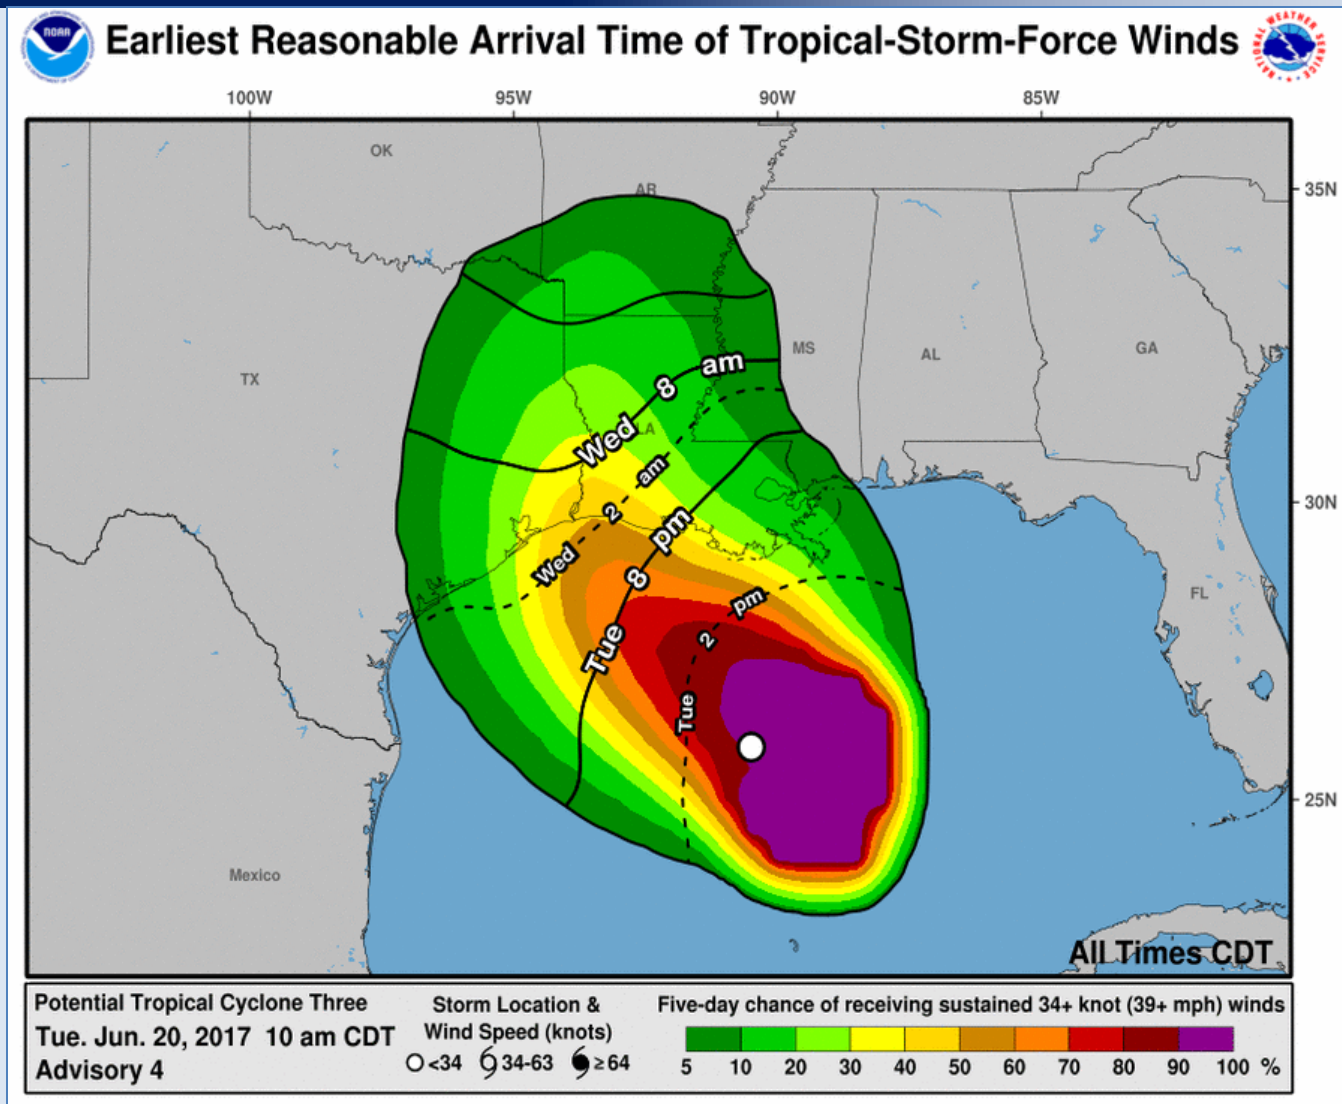 NOAA
Earliest Reasonable Arrival Time of Tropical-Storm-Force Winds
NATIONAL WEATHER SERVICE
100W 95W 90W 85W
OK
AR
35N
MS
AL
GA
TX
am
8
Wed
LA
am
2
Wed
30N
pm
8
Tue
pm
2
Tue
FL
25N
Mexico
All Times CDT
Potential Tropical Cyclone Three
Tue. Jun. 20, 2017 10 am CDT
Advisory 4
Storm Location &
Wind Speed (knots)
<34 34-63 ≥64
Five-day chance of receiving sustained 34+ knot (39+ mph) winds
5 10 20 30 40 50 60 70 80 90 100 %